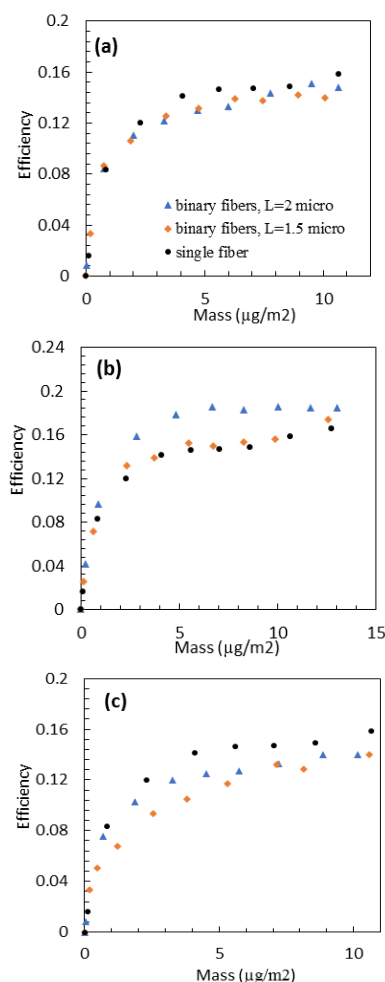 0.2
(a)
0.16
0.12
Efficiency
0.08
binary fibers, L=2 micro
binary fibers, L=1.5 micro
0.04
single fiber
0
0 5 10
Mass (µg/m2)
0.24
(b)
0.2
0.16
Efficiency
0.12
0.08
0.04
0
0 5 10 15
Mass (µg/m2)
0.2
(c)
0.16
0.12
Efficiency
0.08
0.04
0
0 5 10
Mass (µg/m2)